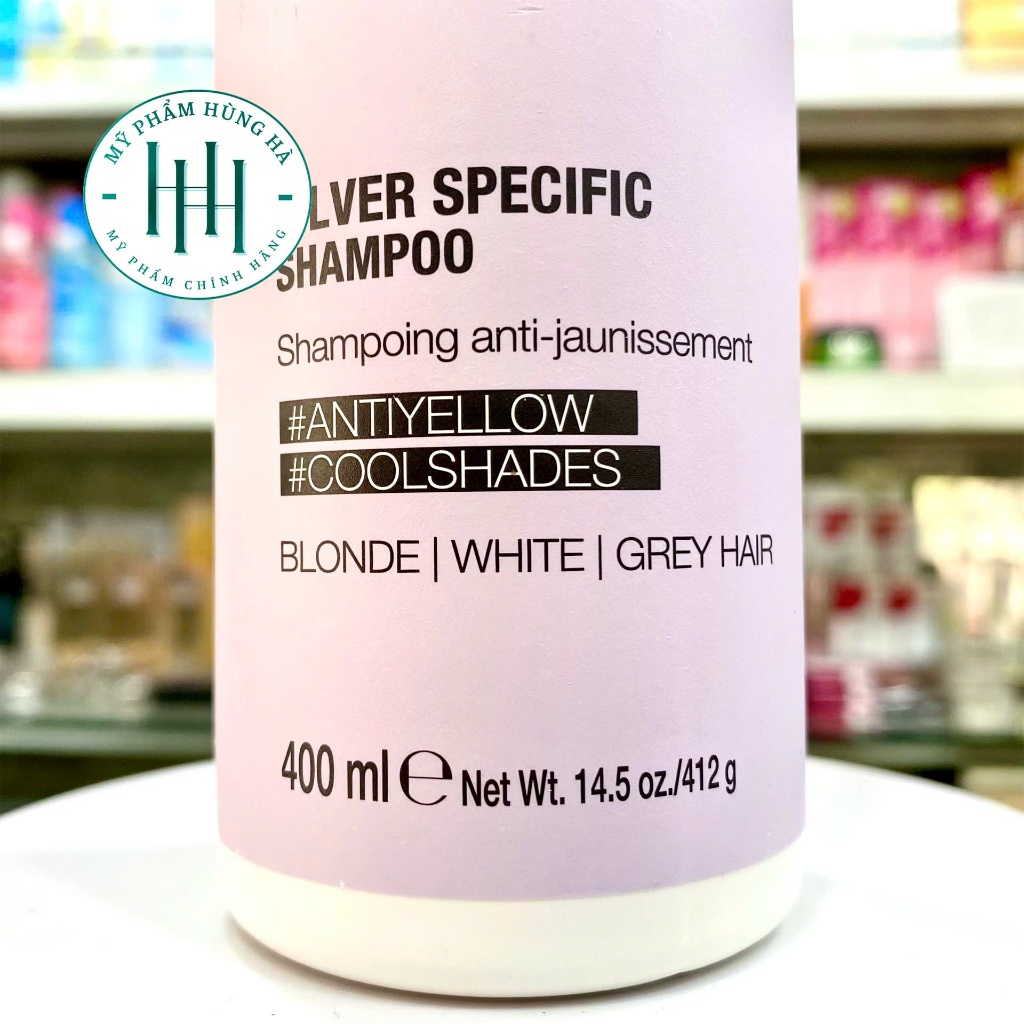 MỸ PHẨM HÙNG HÀ
HH
MỸ PHẨM CHÍNH HÃNG
LVER SPECIFIC
SHAMPOO
Shampoing anti-jaunissement
#ANTIYELLOW
#COOLSHADES
BLONDE | WHITE | GREY HAIR
400 ml ℮ Net Wt. 14.5 oz./412 g